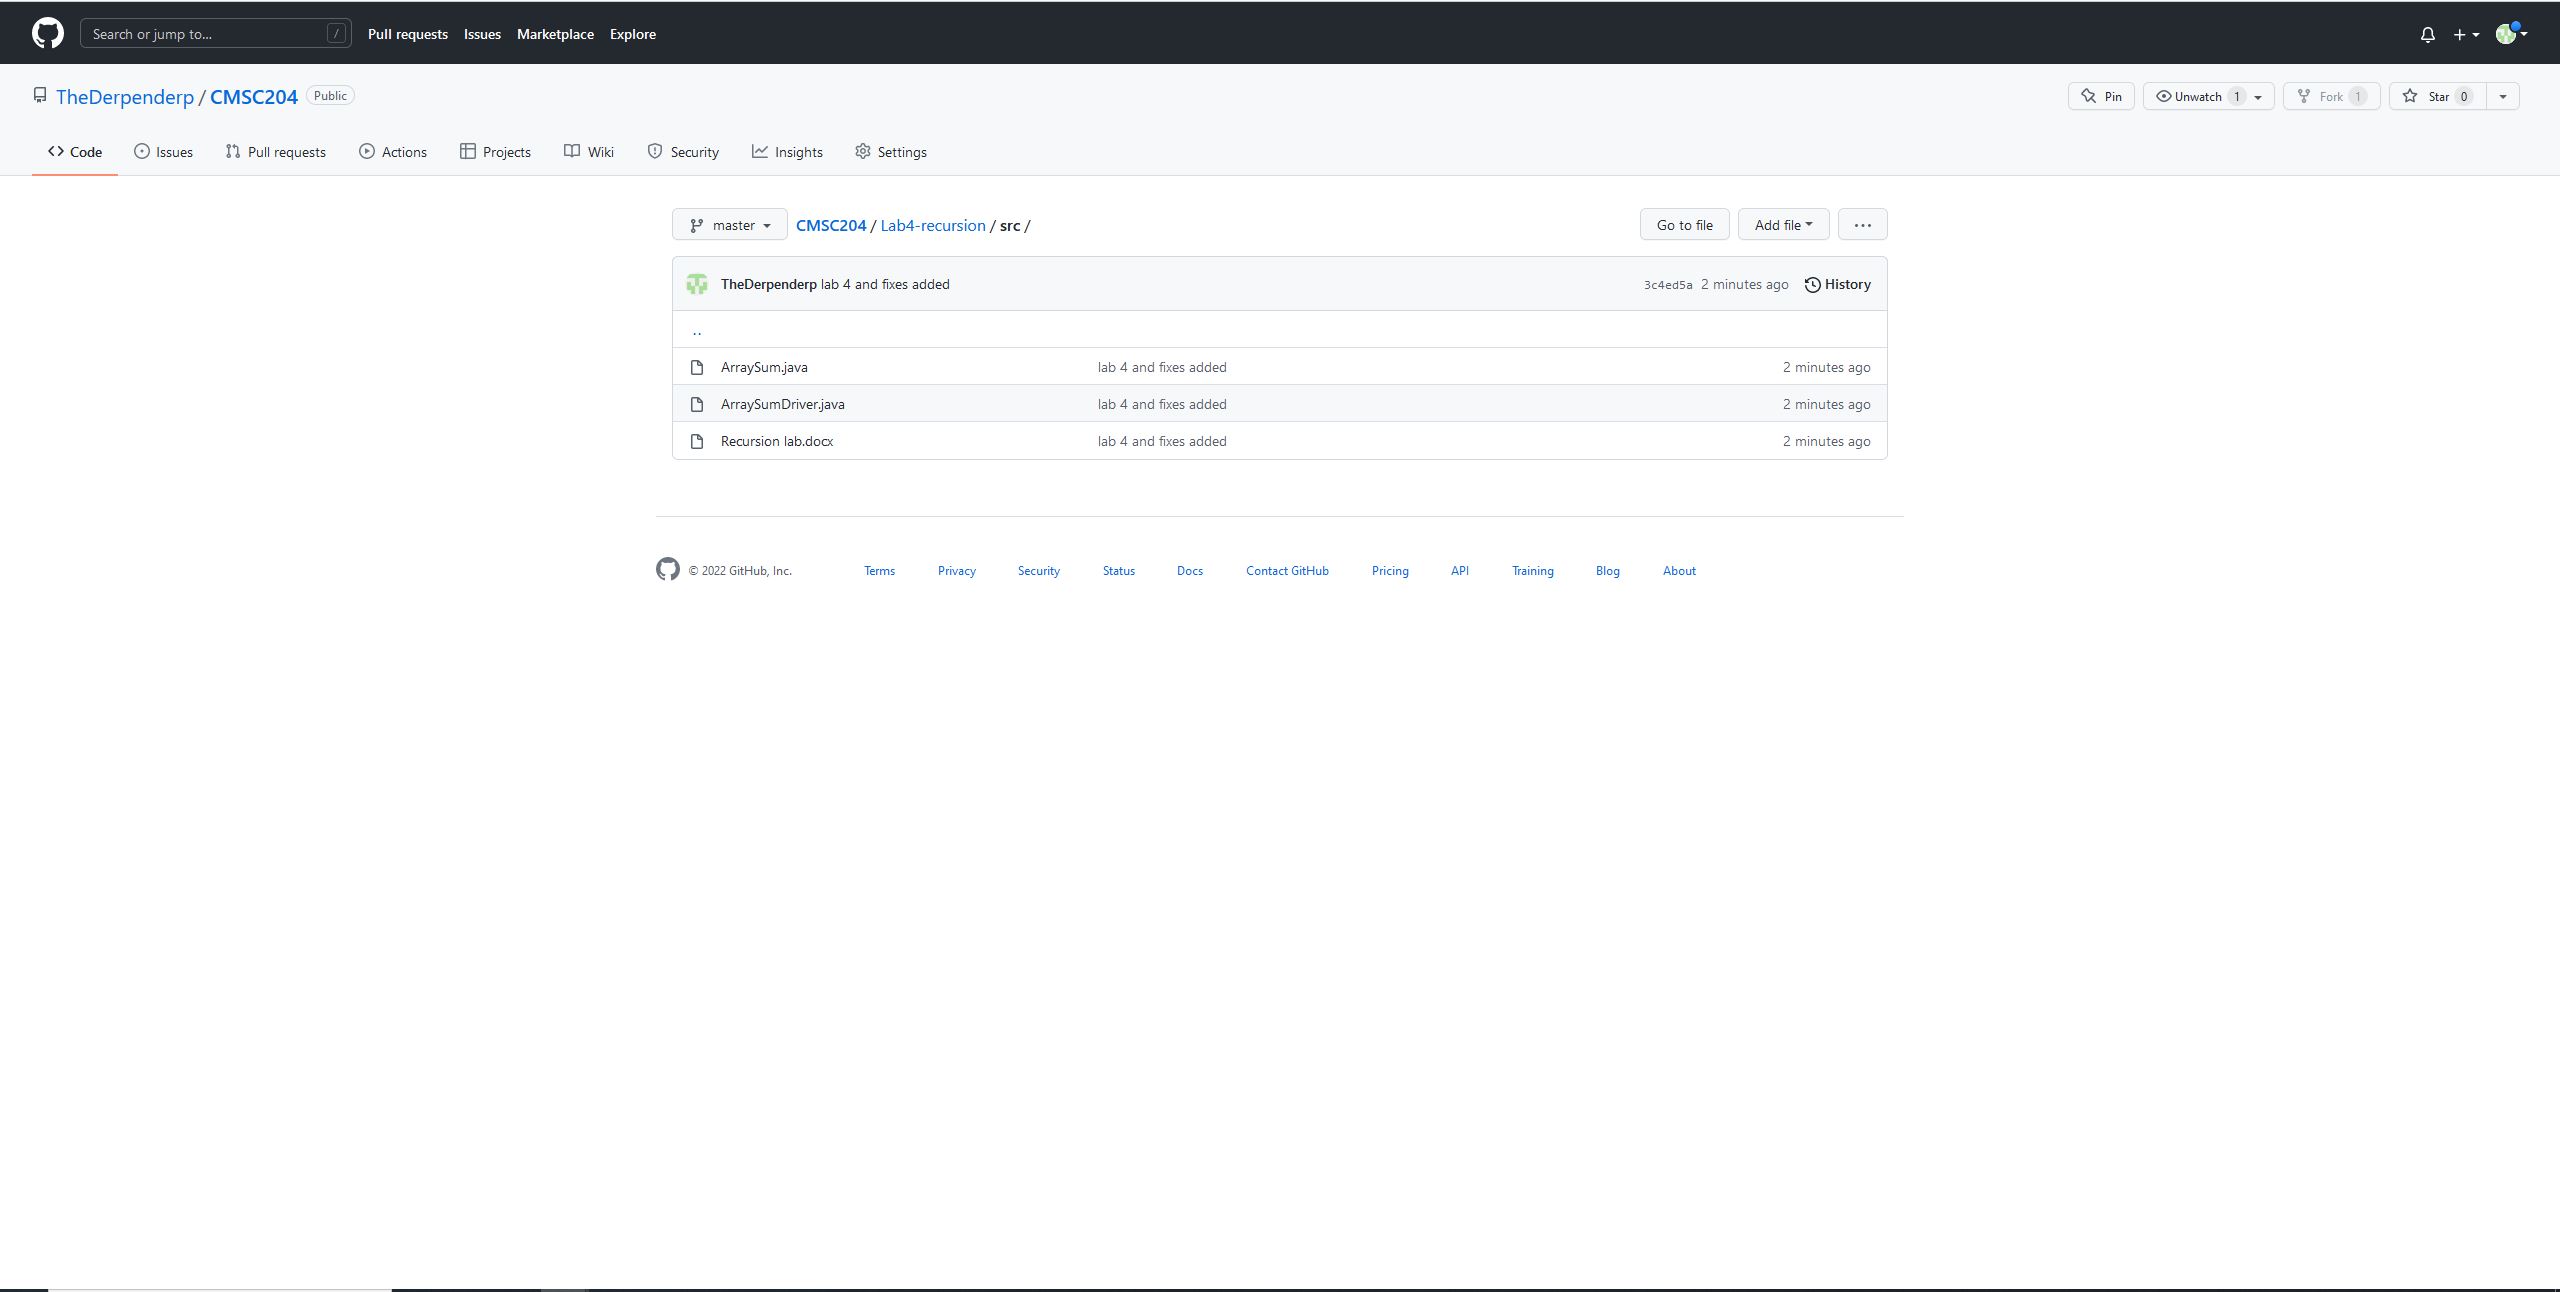 Search or jump to... / Pull requests Issues Marketplace Explore
TheDerpenderp / CMSC204 Public Pin Unwatch 1 Fork 1 Star 0
Code Issues Pull requests Actions Projects Wiki Security Insights Settings
master CMSC204 / Lab4-recursion / src / Go to file Add file ...
TheDerpenderp lab 4 and fixes added 3c4ed5a 2 minutes ago History
..
ArraySum.java lab 4 and fixes added 2 minutes ago
ArraySumDriver.java lab 4 and fixes added 2 minutes ago
Recursion lab.docx lab 4 and fixes added 2 minutes ago
© 2022 GitHub, Inc. Terms Privacy Security Status Docs Contact GitHub Pricing API Training Blog About